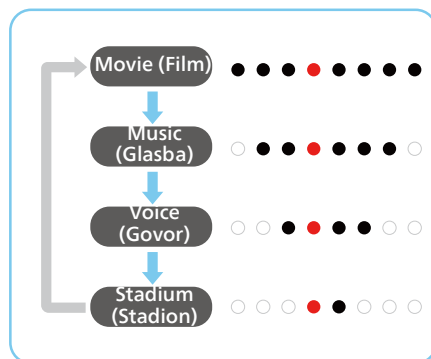 Movie (Film)
Music
(Glasba)
Voice
(Govor)
Stadium
(Stadion)